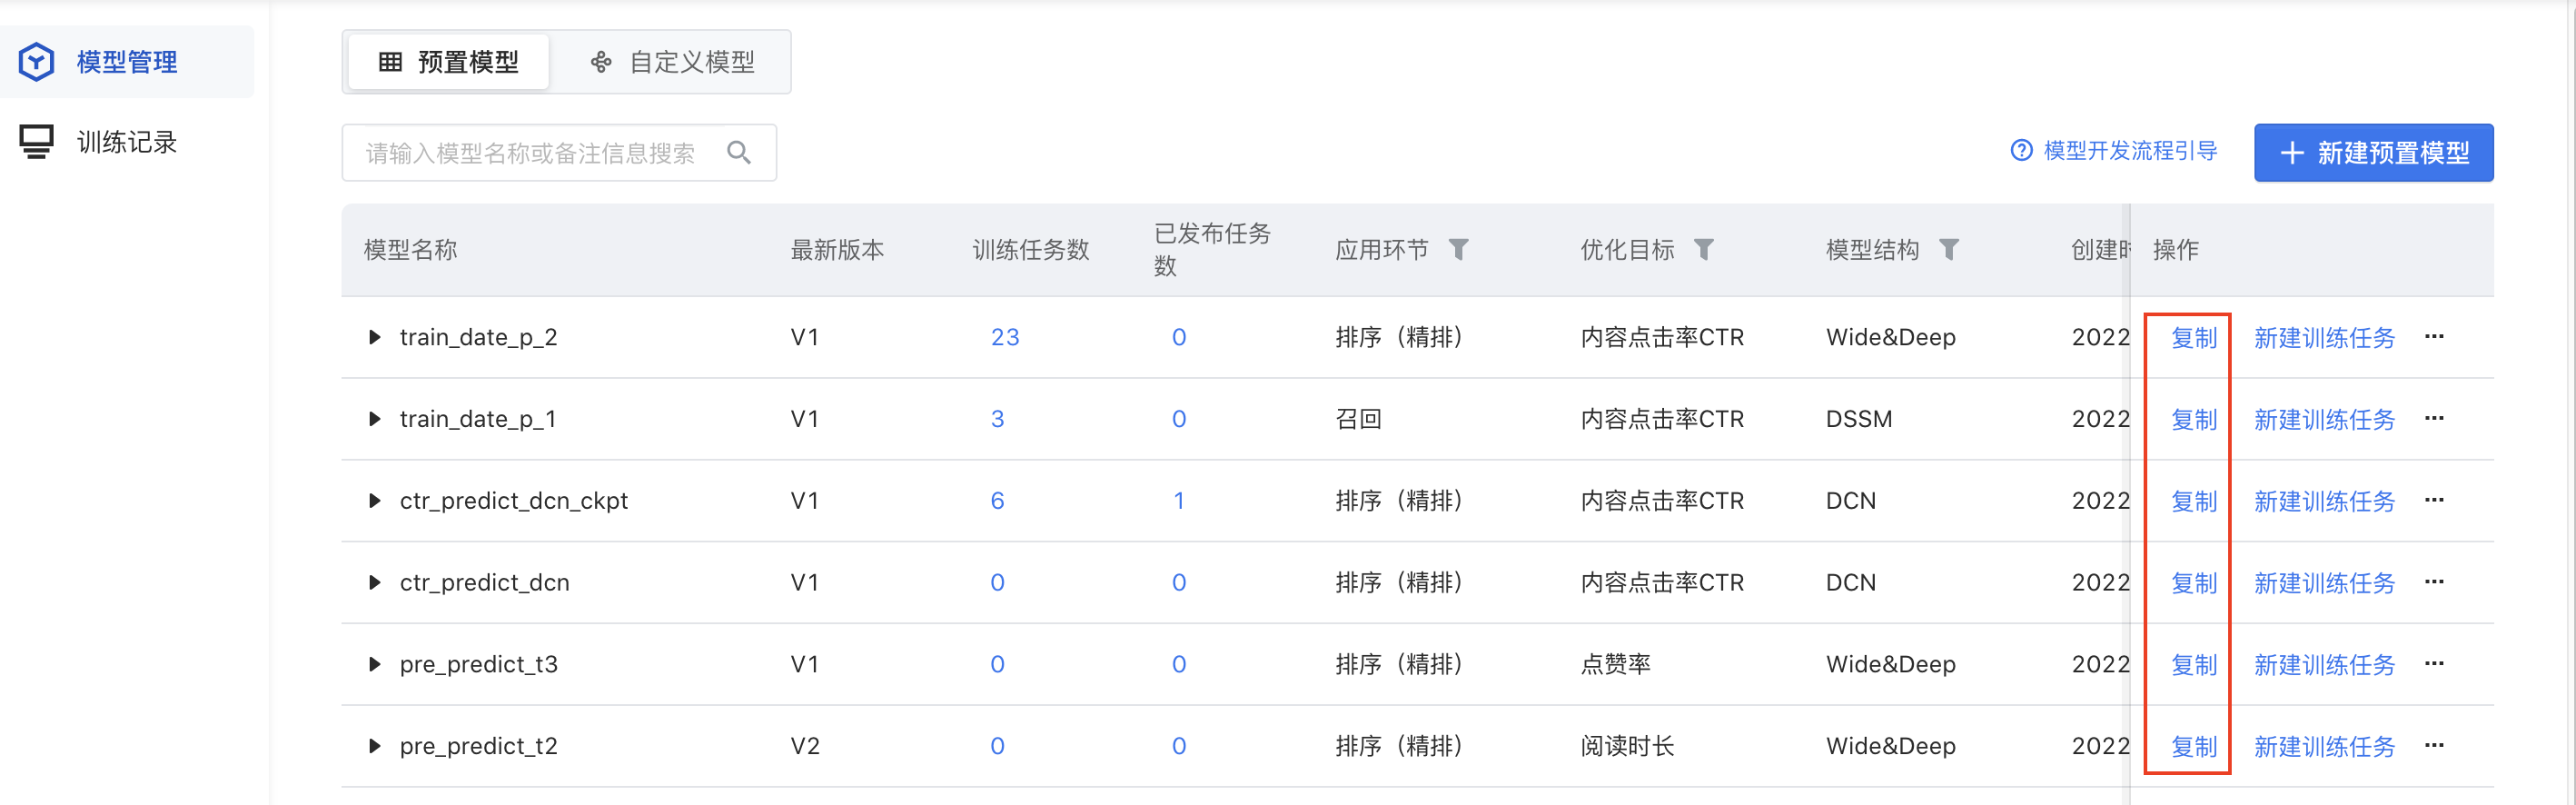 模型管理
训练记录
预置模型
自定义模型
请输入模型名称或备注信息搜索
模型开发流程引导
新建预置模型
模型名称 最新版本 训练任务数 已发布任务数 应用环节 优化目标 模型结构 创建时 操作
train_date_p_2 V1 23 0 排序（精排） 内容点击率CTR Wide&Deep 2022 复制 新建训练任务 ···
train_date_p_1 V1 3 0 召回 内容点击率CTR DSSM 2022 复制 新建训练任务 ···
ctr_predict_dcn_ckpt V1 6 1 排序（精排） 内容点击率CTR DCN 2022 复制 新建训练任务 ···
ctr_predict_dcn V1 0 0 排序（精排） 内容点击率CTR DCN 2022 复制 新建训练任务 ···
pre_predict_t3 V1 0 0 排序（精排） 点赞率 Wide&Deep 2022 复制 新建训练任务 ···
pre_predict_t2 V2 0 0 排序（精排） 阅读时长 Wide&Deep 2022 复制 新建训练任务 ···